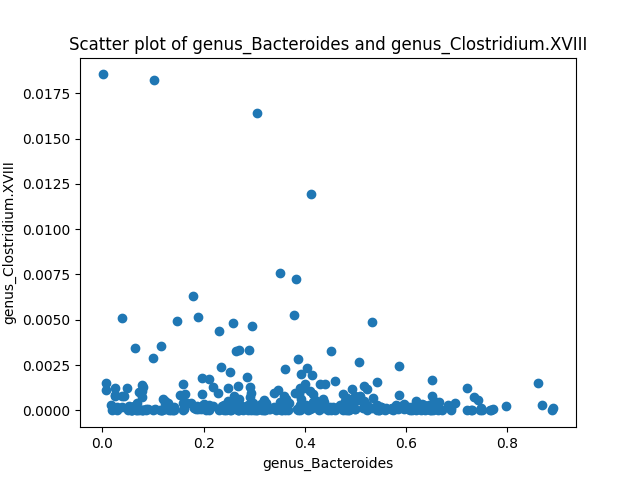 Scatter plot of genus_Bacteroides and genus_Clostridium.XVIII
0.0175
0.0150
0.0125
0.0100
0.0075
0.0050
0.0025
0.0000
genus_Clostridium.XVIII
0.0 0.2 0.4 0.6 0.8
genus_Bacteroides